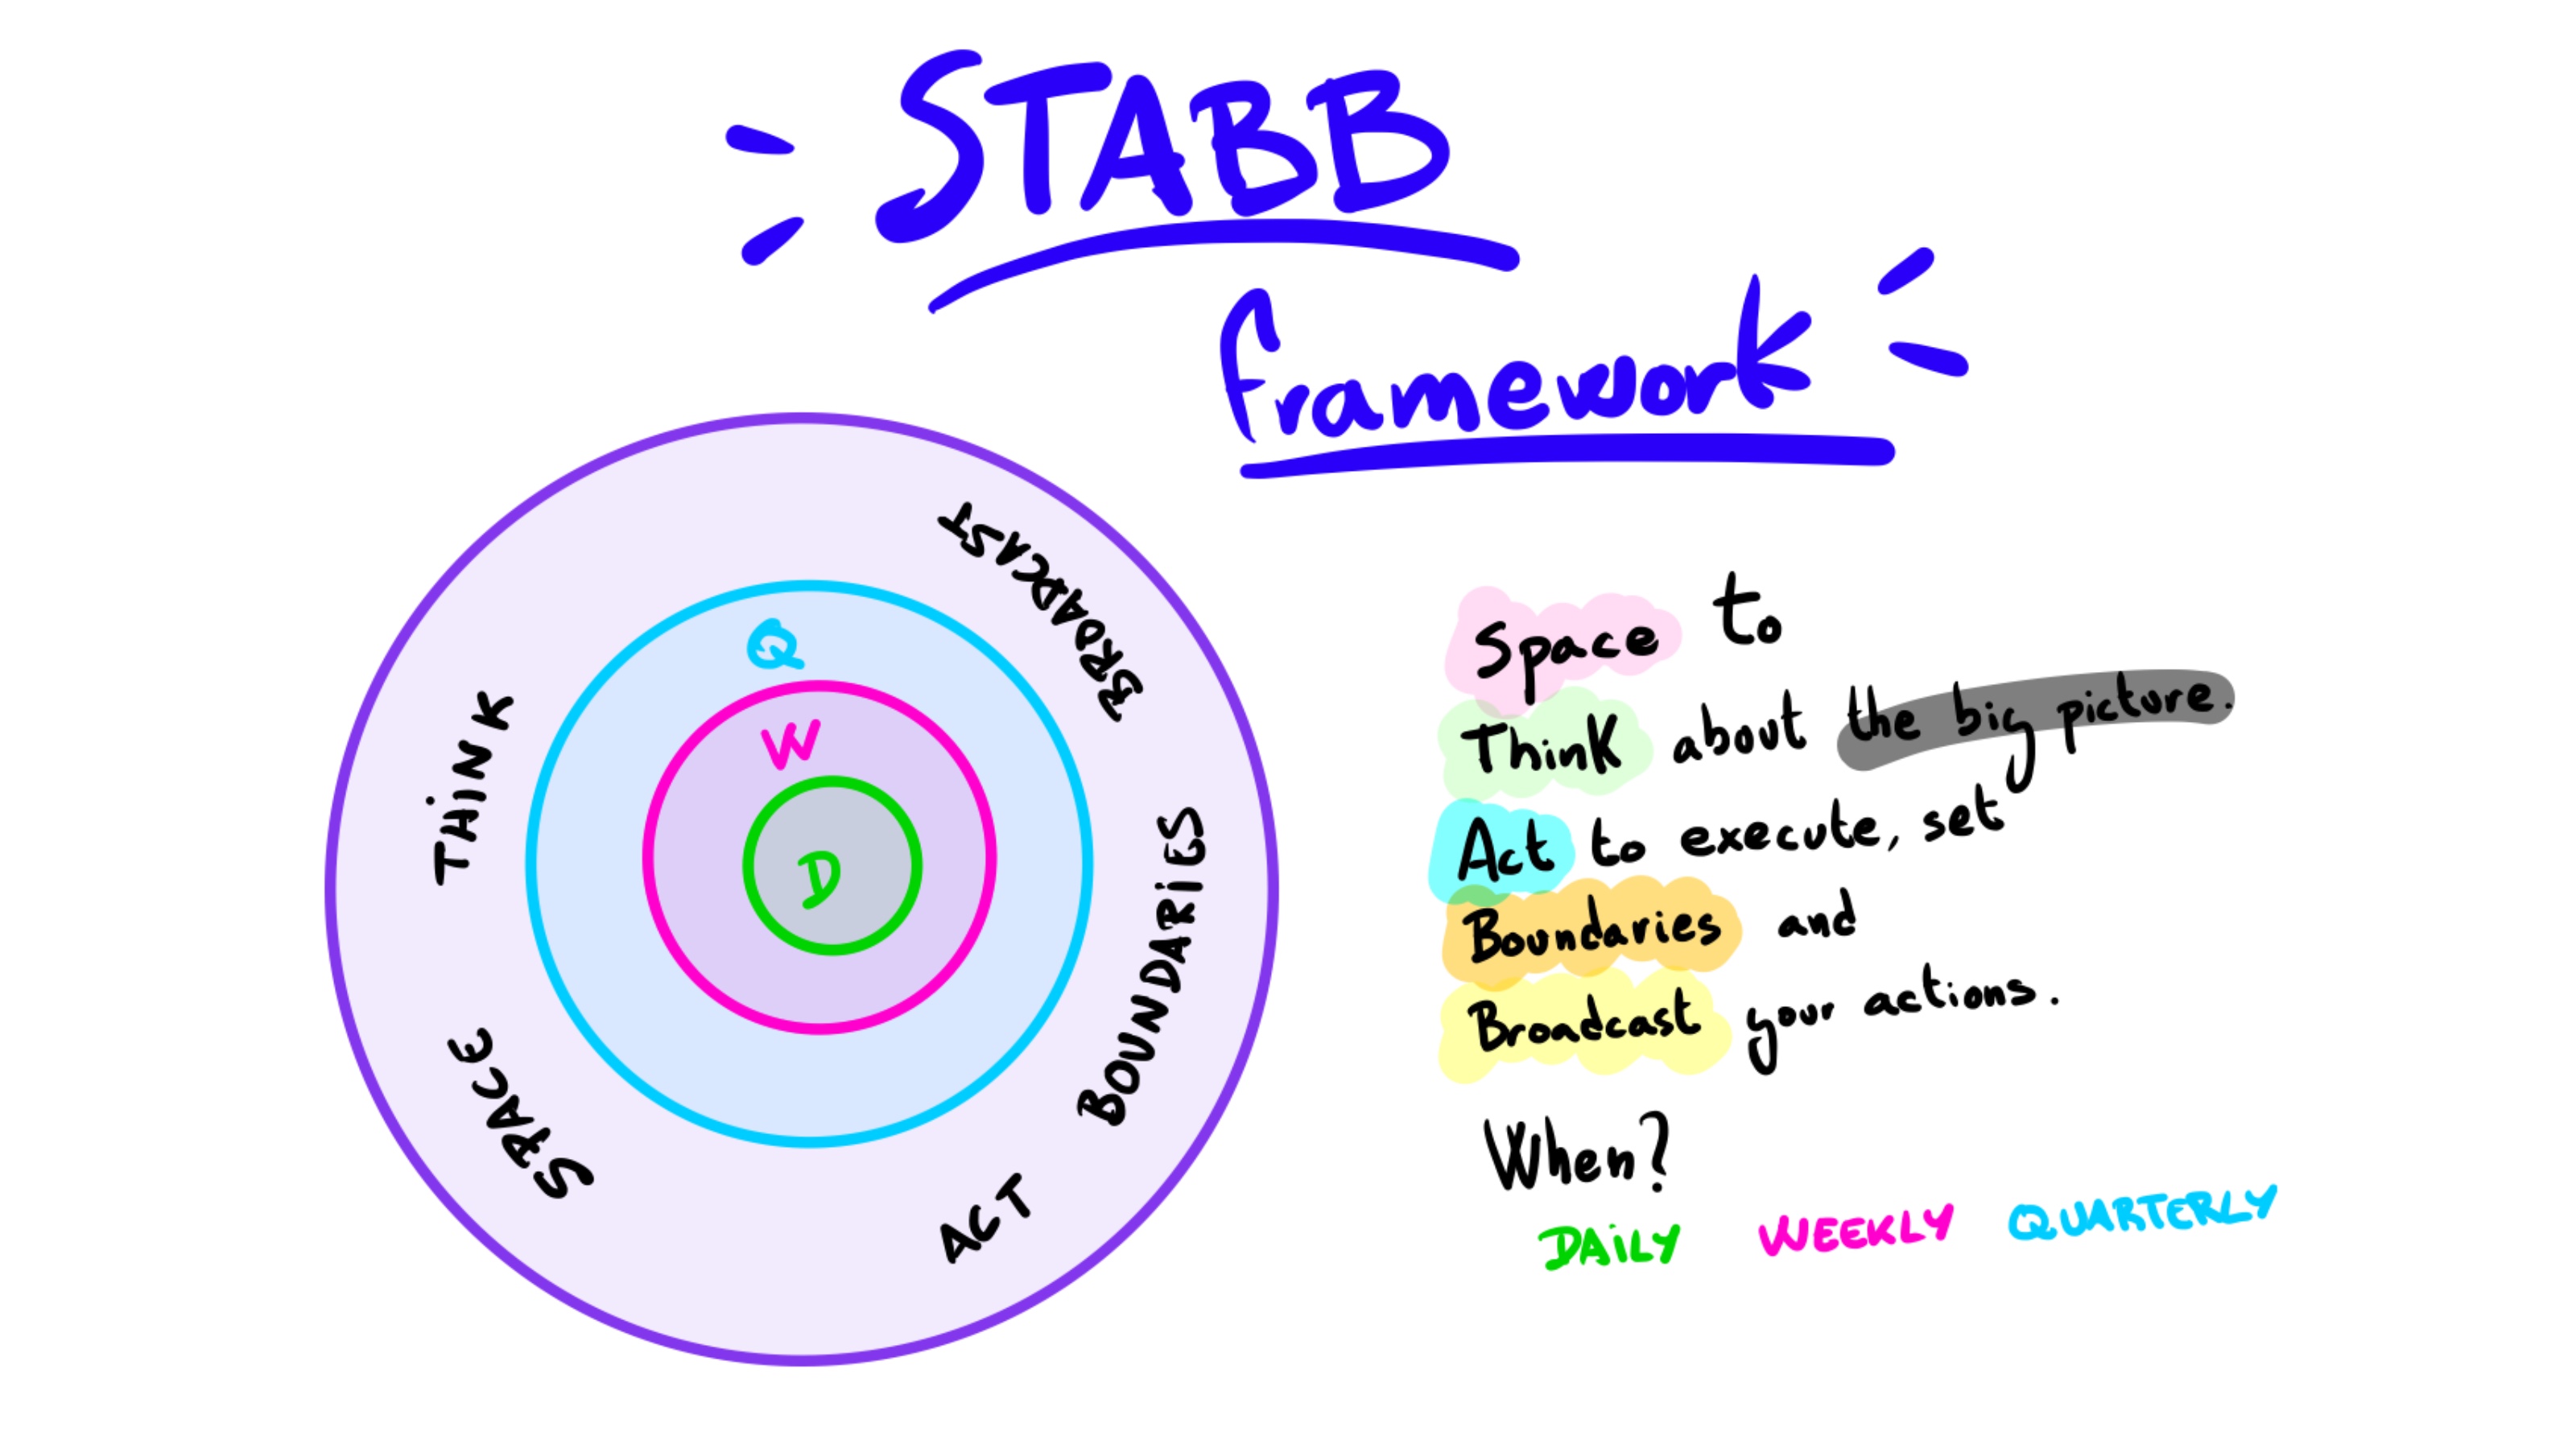 STABB
framework
BROADCAST
Q
THiNK
W
D
BOUNDARiES
SPACE
ACT
Space to
Think about the big picture.
Act to execute, set
Boundaries and
Broadcast your actions.
When?
DAiLY WEEKLY QUARTERLY